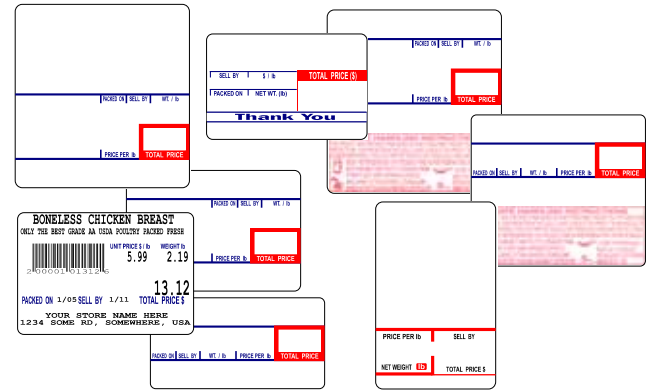 PACKED ON SELL BY WT. / lb
PRICE PER lb TOTAL PRICE
SELL BY $ / lb TOTAL PRICE ($)
PACKED ON NET WT. (lb)
Thank You
PACKED ON SELL BY WT. / lb
PRICE PER lb TOTAL PRICE
PACKED ON SELL BY WT. / lb PRICE PER lb TOTAL PRICE
PACKED ON SELL BY WT. / lb
PRICE PER lb TOTAL PRICE
BONELESS CHICKEN BREAST
ONLY THE BEST GRADE AA USDA POULTRY PACKED FRESH
UNIT PRICE $ / lb WEIGHT lb
5.99 2.19
2 00001 01312 6
13.12
PACKED ON 1/05 SELL BY 1/11 TOTAL PRICE $
YOUR STORE NAME HERE
1234 SOME RD, SOMEWHERE, USA
PACKED ON SELL BY WT. / lb PRICE PER lb TOTAL PRICE
PRICE PER lb SELL BY
NET WEIGHT lb TOTAL PRICE $